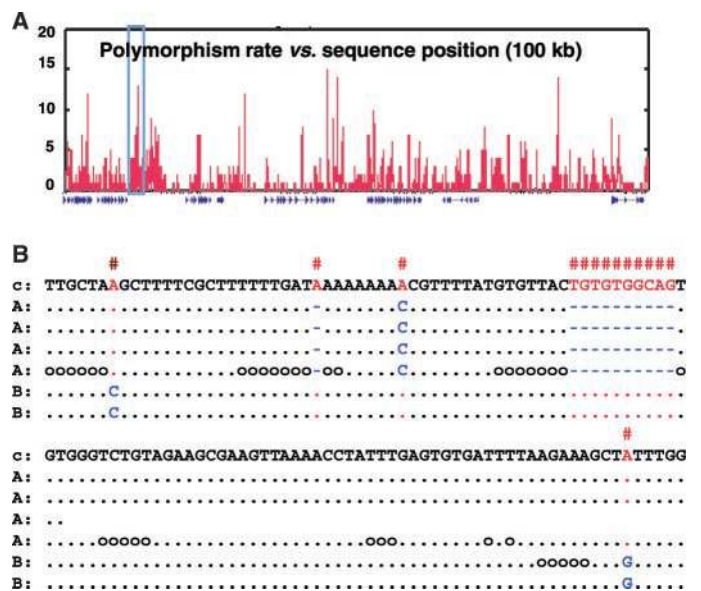 A
Polymorphism rate vs. sequence position (100 kb)
20
15
10
5
0
B
# # # ##########
c: TTGCTAAGCTTTTCGCTTTTTTGATAAAAAAAAACGTTTTATGTGTTACTGTGTGGCAGT
A: .........................-.......C...............----------.
A: .........................-.......C...............----------.
A: .........................-.......C...............----------.
A: oooooo............ooooooo-oo.....C........ooooooo----------o
B: ......C.....................................................
B: ......C.....................................................
#
c: GTGGGTCTGTAGAAGCGAAGTTAAAACCTATTTGAGTGTGATTTTAAGAAAGCTATTTGG
A: ............................................................
A: ............................................................
A: ..
A: .....ooooo....................ooo........o.o................
B: ..............................................ooooo...G.....
B: ......................................................G.....